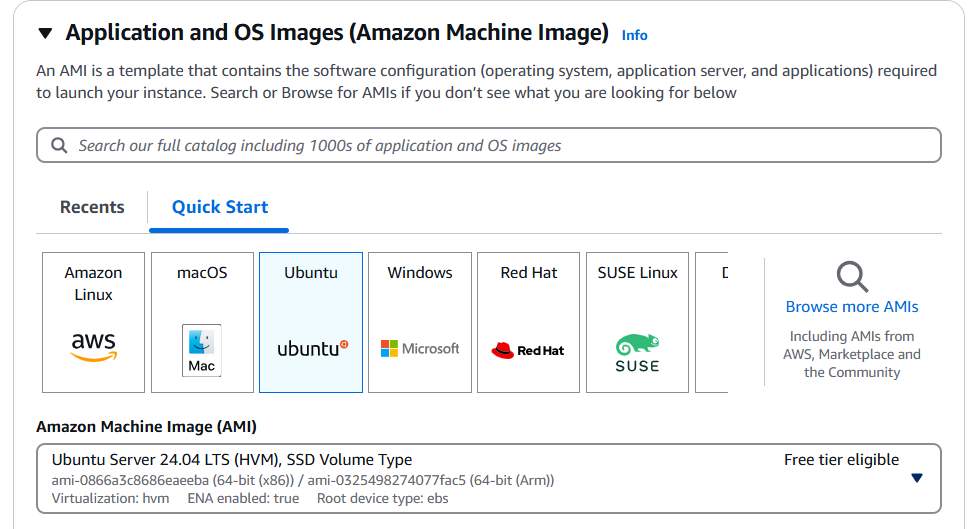 Application and OS Images (Amazon Machine Image) Info
An AMI is a template that contains the software configuration (operating system, application server, and applications) required
to launch your instance. Search or Browse for AMIs if you don’t see what you are looking for below
Search our full catalog including 1000s of application and OS images
Recents
Quick Start
Amazon
Linux
aws
macOS
Mac
Ubuntu
ubuntu
Windows
Microsoft
Red Hat
Red Hat
SUSE Linux
SUSE
Browse more AMIs
Including AMIs from
AWS, Marketplace and
the Community
Amazon Machine Image (AMI)
Ubuntu Server 24.04 LTS (HVM), SSD Volume Type Free tier eligible
ami-0866a3c8686eaeeba (64-bit (x86)) / ami-0325498274077fac5 (64-bit (Arm))
Virtualization: hvm ENA enabled: true Root device type: ebs